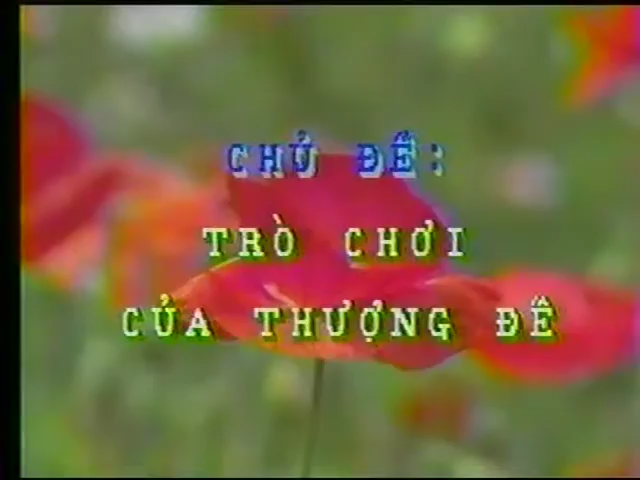 CHỦ ĐỀ:
TRÒ CHƠI
CỦA THƯỢNG ĐẾ